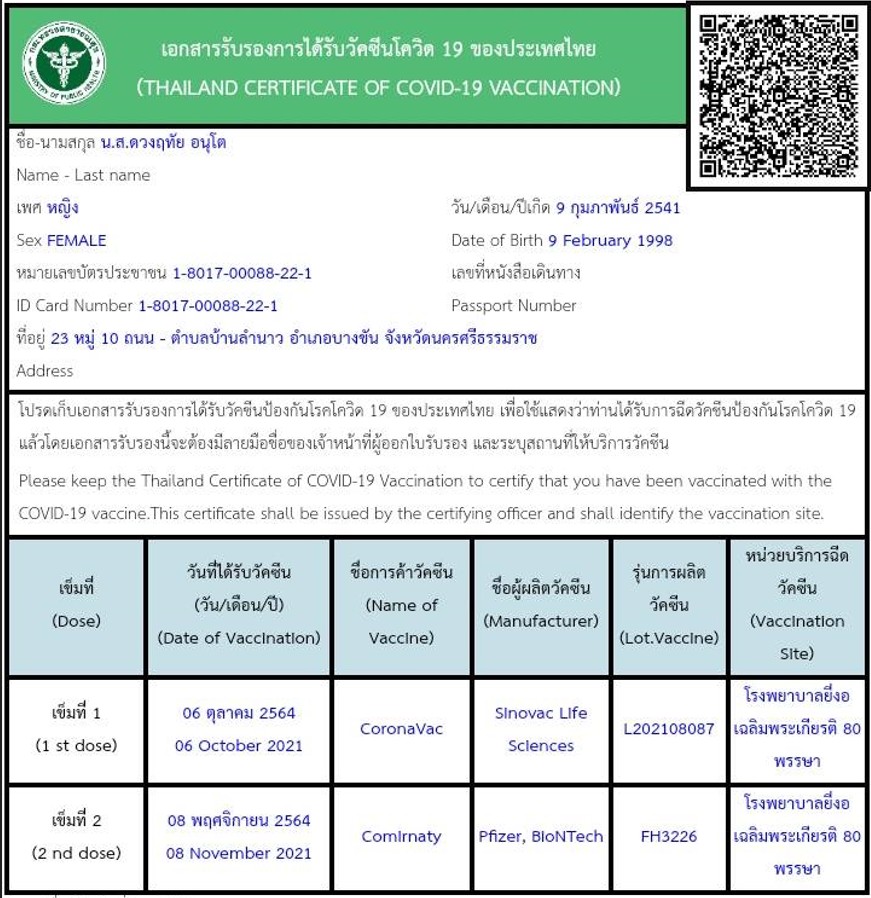 เอกสารรับรองการได้รับวัคซีนโควิด 19 ของประเทศไทย
(THAILAND CERTIFICATE OF COVID-19 VACCINATION)
กระทรวงสาธารณสุข
MINISTRY OF PUBLIC HEALTH
ชื่อ-นามสกุล น.ส.ดวงฤทัย อนุโต
Name - Last name
เพศ หญิง วัน/เดือน/ปีเกิด 9 กุมภาพันธ์ 2541
Sex FEMALE Date of Birth 9 February 1998
หมายเลขบัตรประชาชน 1-8017-00088-22-1 เลขที่หนังสือเดินทาง
ID Card Number 1-8017-00088-22-1 Passport Number
ที่อยู่ 23 หมู่ 10 ถนน - ตำบลบ้านลำนาว อำเภอบางขัน จังหวัดนครศรีธรรมราช
Address
โปรดเก็บเอกสารรับรองการได้รับวัคซีนป้องกันโรคโควิด 19 ของประเทศไทย เพื่อใช้แสดงว่าท่านได้รับการฉีดวัคซีนป้องกันโรคโควิด 19
แล้วโดยเอกสารรับรองนี้จะต้องมีลายมือชื่อของเจ้าหน้าที่ผู้ออกใบรับรอง และระบุสถานที่ให้บริการวัคซีน
Please keep the Thailand Certificate of COVID-19 Vaccination to certify that you have been vaccinated with the
COVID-19 vaccine.This certificate shall be issued by the certifying officer and shall identify the vaccination site.
เข็มที่
(Dose)
วันที่ได้รับวัคซีน
(วัน/เดือน/ปี)
(Date of Vaccination)
ชื่อการค้าวัคซีน
(Name of
Vaccine)
ชื่อผู้ผลิตวัคซีน
(Manufacturer)
รุ่นการผลิต
วัคซีน
(Lot.Vaccine)
หน่วยบริการฉีด
วัคซีน
(Vaccination
Site)
เข็มที่ 1
(1 st dose)
06 ตุลาคม 2564
06 October 2021
CoronaVac
Sinovac Life
Sciences
L202108087
โรงพยาบาลยี่งอ
เฉลิมพระเกียรติ 80
พรรษา
เข็มที่ 2
(2 nd dose)
08 พฤศจิกายน 2564
08 November 2021
Comirnaty
Pfizer, BioNTech
FH3226
โรงพยาบาลยี่งอ
เฉลิมพระเกียรติ 80
พรรษา